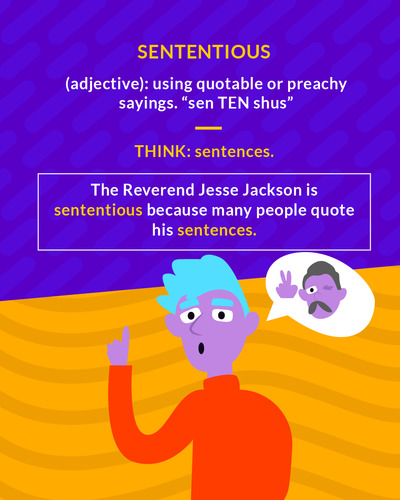 SENTENTIOUS
(adjective): using quotable or preachy
sayings. “sen TEN shus”
THINK: sentences.
The Reverend Jesse Jackson is
sententious because many people quote
his sentences.